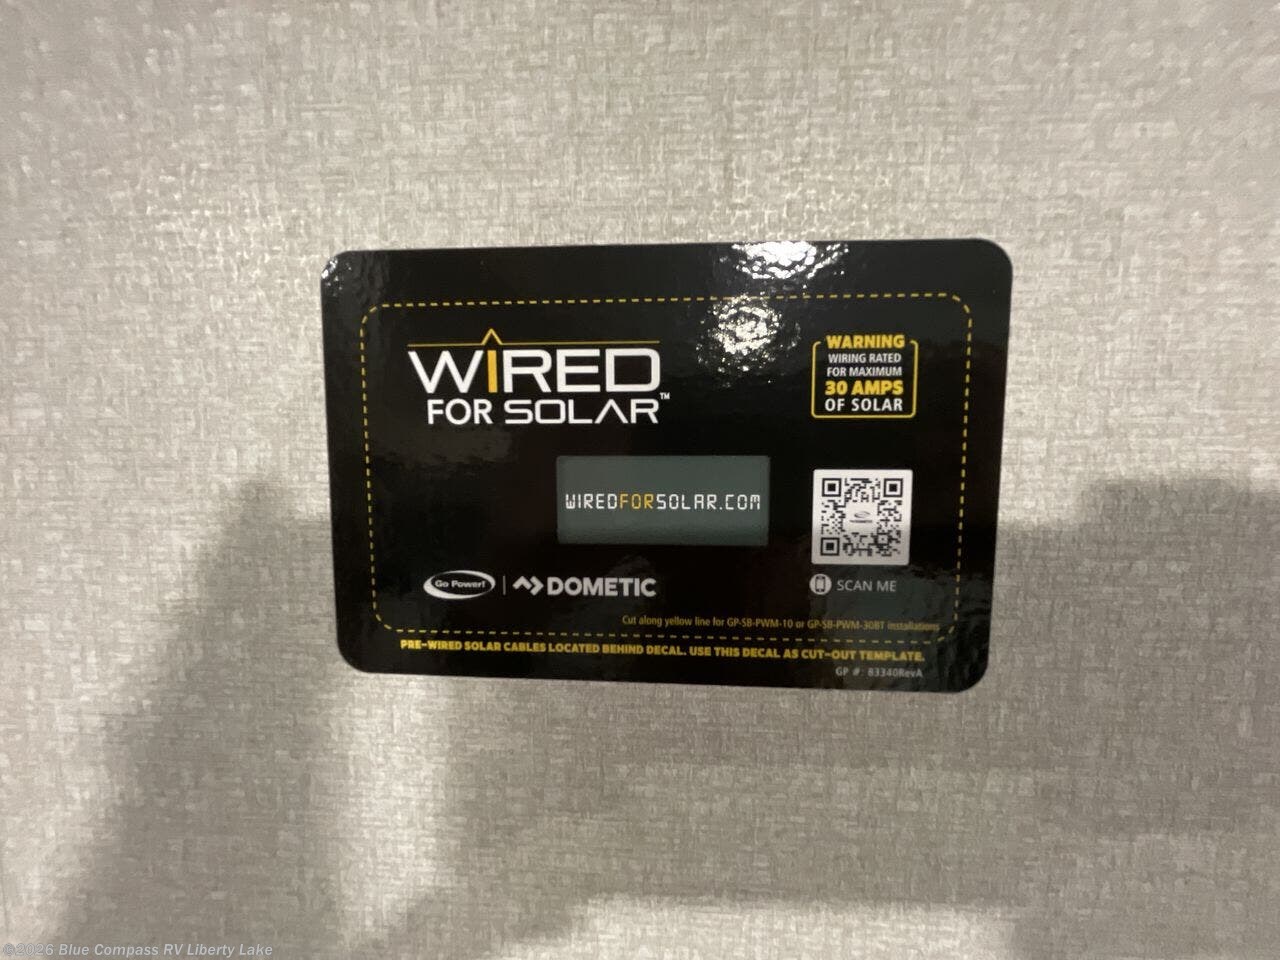 WIRED
FOR SOLAR™
WARNING
WIRING RATED
FOR MAXIMUM
30 AMPS
OF SOLAR
WIREDFORSOLAR.COM
Go Power! | DOMETIC
SCAN ME
Cut along yellow line for GP-SB-PWM-10 or GP-SB-PWM-30BT installations
PRE-WIRED SOLAR CABLES LOCATED BEHIND DECAL. USE THIS DECAL AS CUT-OUT TEMPLATE.
GP #: 83340RevA
©2026 Blue Compass RV Liberty Lake